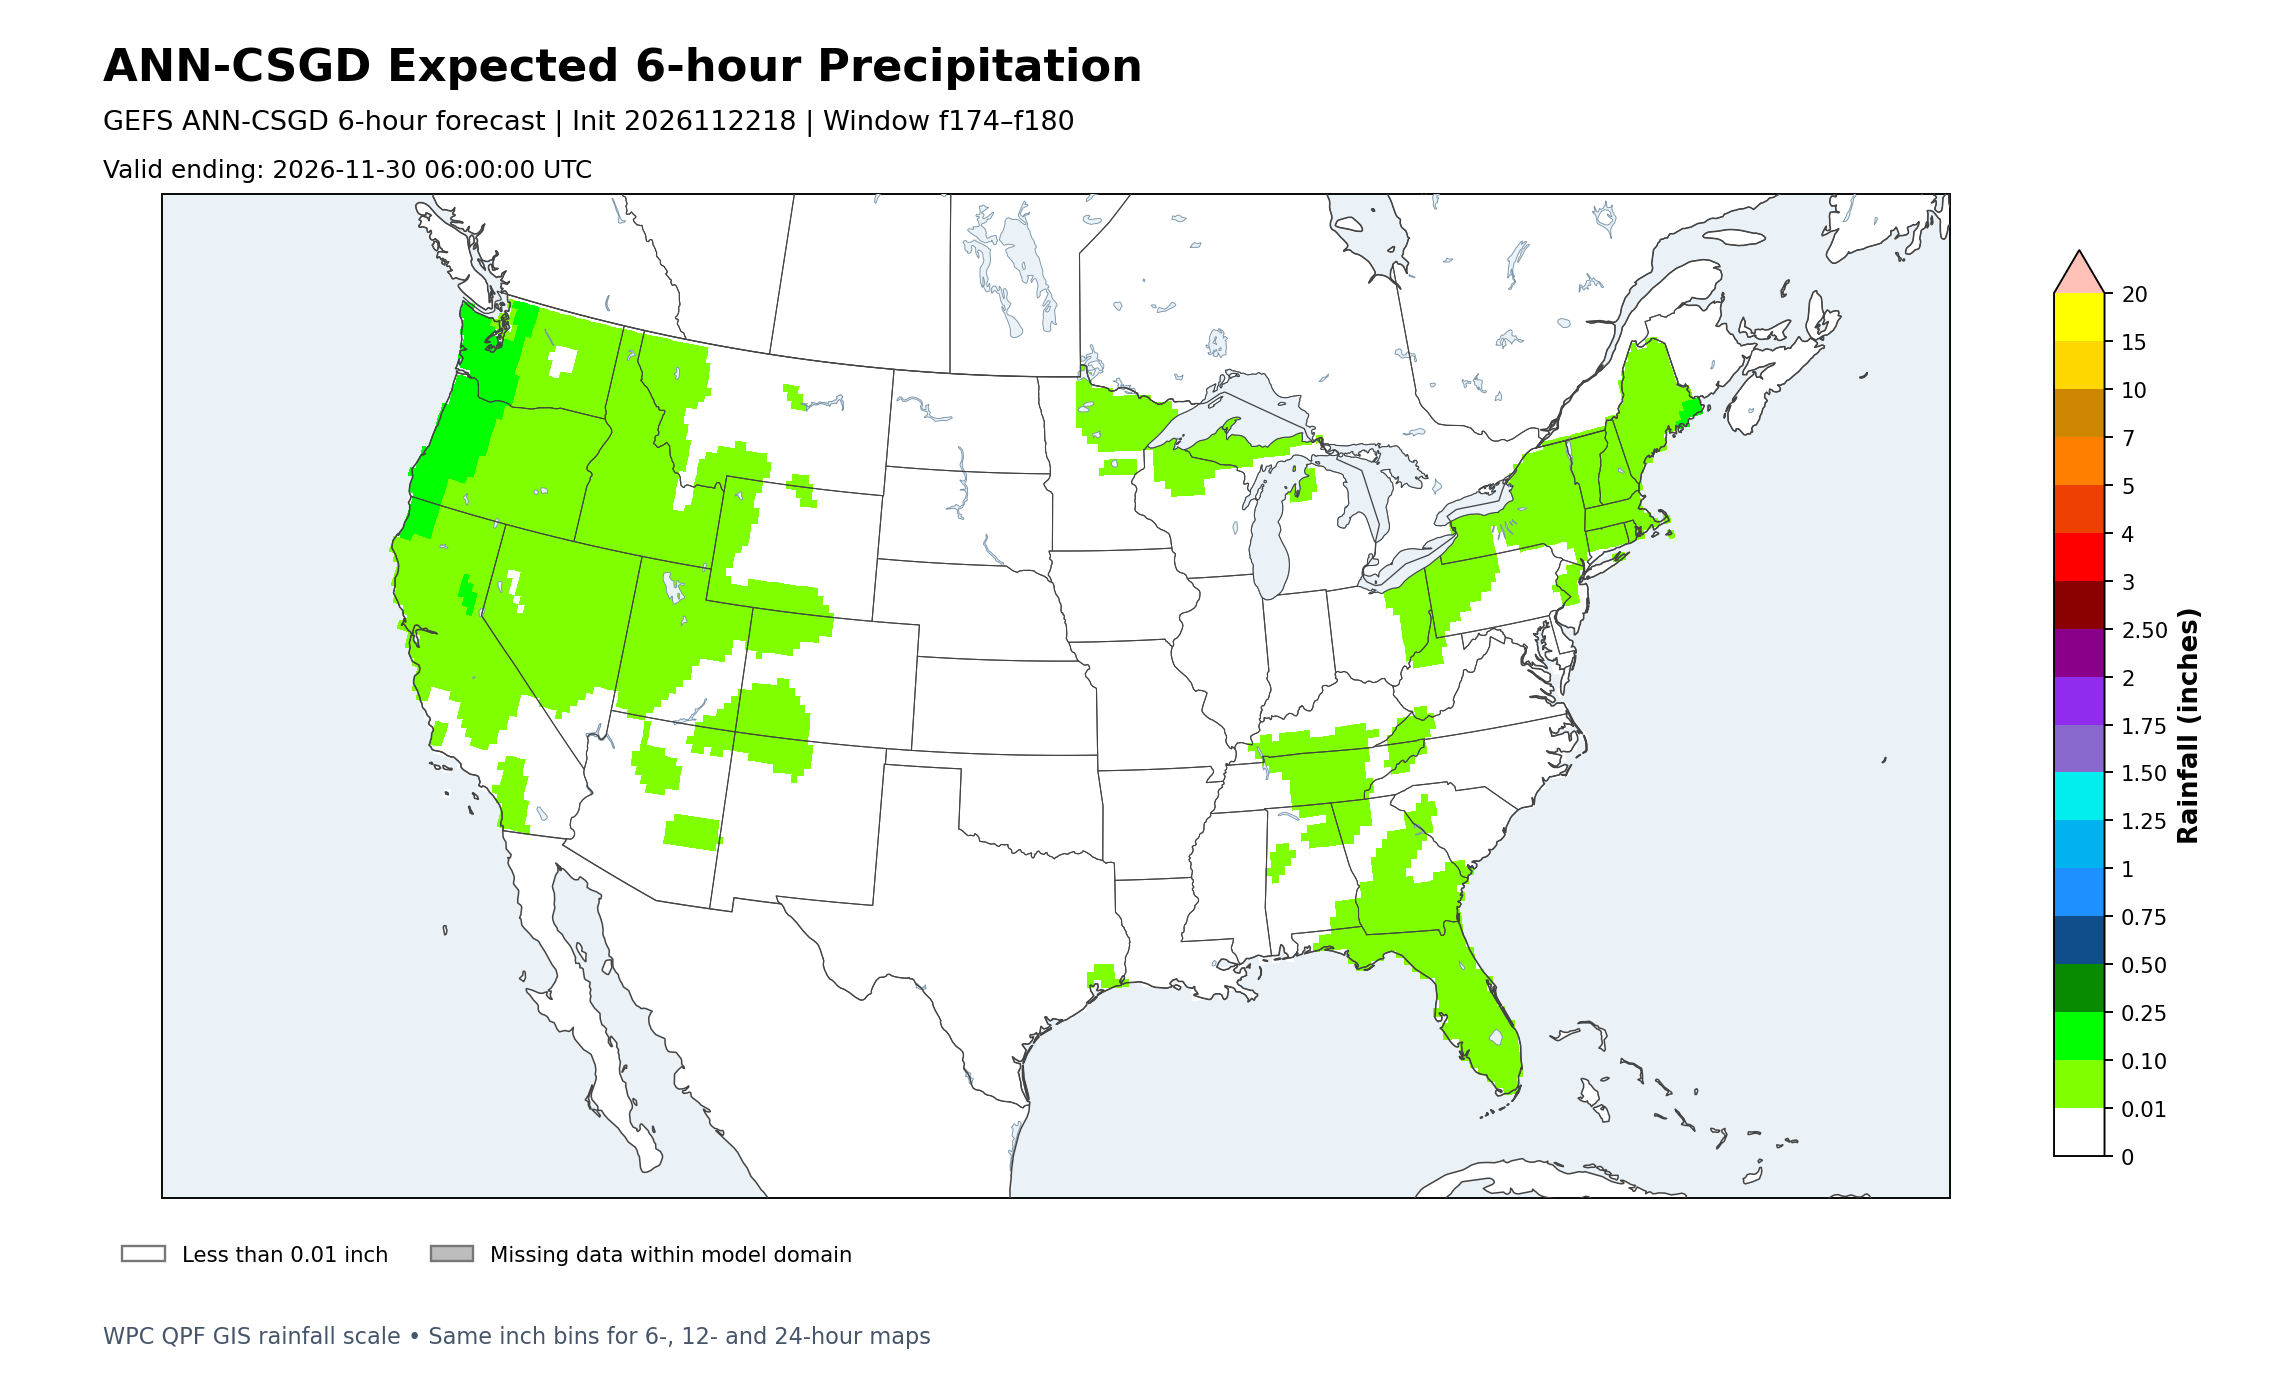 ANN-CSGD Expected 6-hour Precipitation
GEFS ANN-CSGD 6-hour forecast | Init 2026112218 | Window f174–f180
Valid ending: 2026-11-30 06:00:00 UTC
20
15
10
7
5
4
3
2.50
2
1.75
1.50
1.25
1
0.75
0.50
0.25
0.10
0.01
0
Rainfall (inches)
Less than 0.01 inch
Missing data within model domain
WPC QPF GIS rainfall scale • Same inch bins for 6-, 12- and 24-hour maps